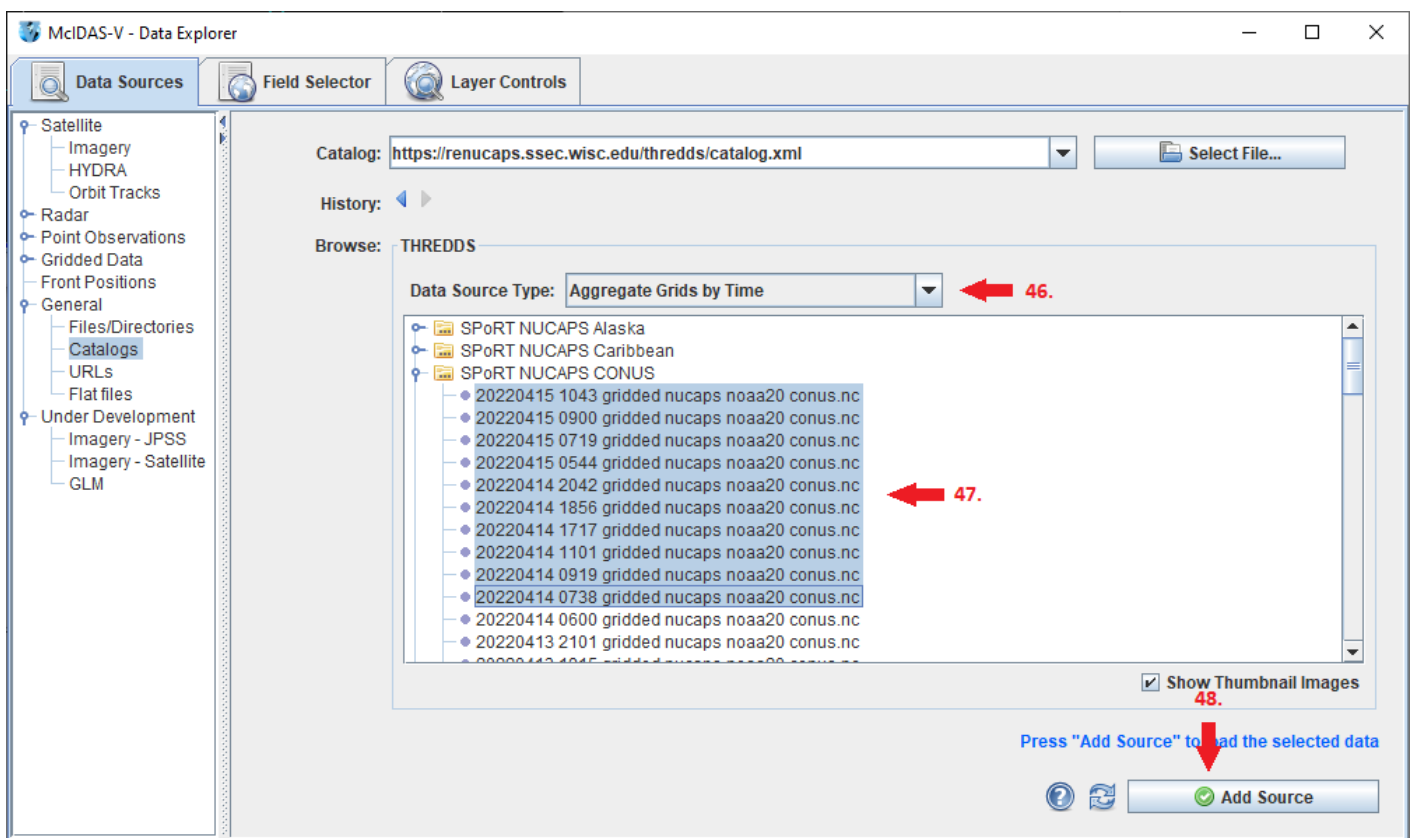 McIDAS-V - Data Explorer
Data Sources
Field Selector
Layer Controls
Satellite
Imagery
HYDRA
Orbit Tracks
Radar
Point Observations
Gridded Data
Front Positions
General
Files/Directories
Catalogs
URLs
Flat files
Under Development
Imagery - JPSS
Imagery - Satellite
GLM
Catalog: https://renucaps.ssec.wisc.edu/thredds/catalog.xml Select File...
History:
Browse: THREDDS
Data Source Type: Aggregate Grids by Time 46.
SPoRT NUCAPS Alaska
SPoRT NUCAPS Caribbean
SPoRT NUCAPS CONUS
20220415 1043 gridded nucaps noaa20 conus.nc
20220415 0900 gridded nucaps noaa20 conus.nc
20220415 0719 gridded nucaps noaa20 conus.nc
20220415 0544 gridded nucaps noaa20 conus.nc
20220414 2042 gridded nucaps noaa20 conus.nc
47.
20220414 1856 gridded nucaps noaa20 conus.nc
20220414 1717 gridded nucaps noaa20 conus.nc
20220414 1101 gridded nucaps noaa20 conus.nc
20220414 0919 gridded nucaps noaa20 conus.nc
20220414 0738 gridded nucaps noaa20 conus.nc
20220414 0600 gridded nucaps noaa20 conus.nc
20220413 2101 gridded nucaps noaa20 conus.nc
Show Thumbnail Images
48.
Press "Add Source" to load the selected data
Add Source